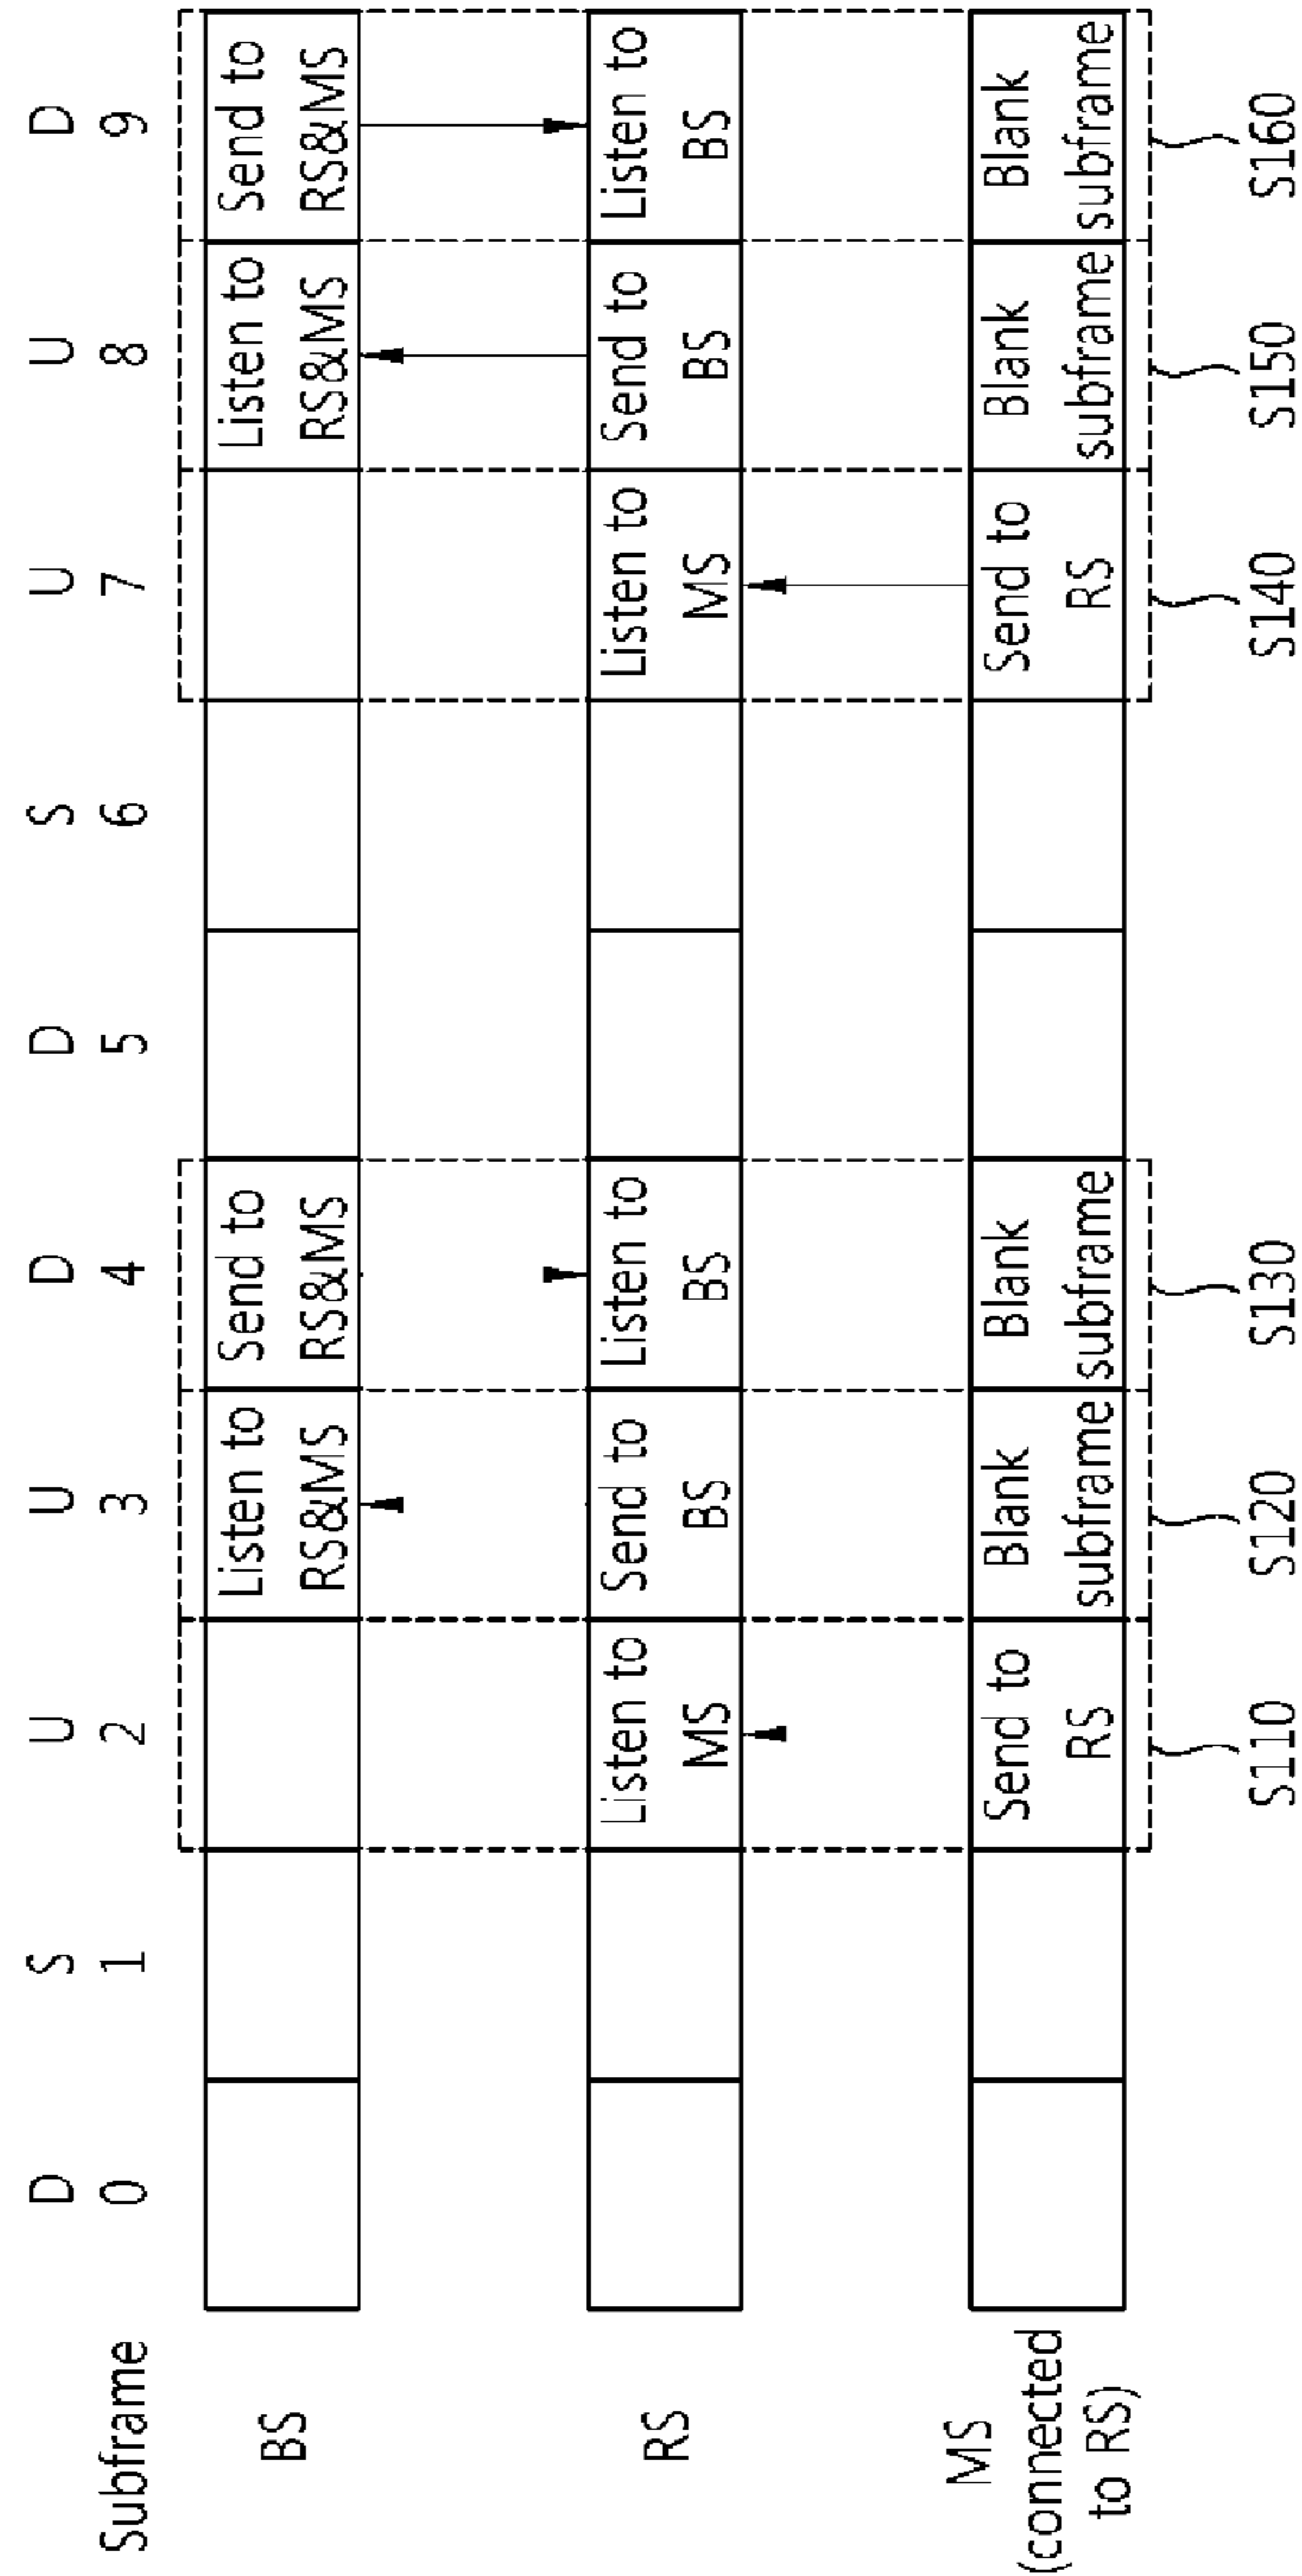 D S U U D D S U U D
Subframe 0 1 2 3 4 5 6 7 8 9
BS
Listen to
RS&MS
Send to
RS&MS
Listen to
RS&MS
Send to
RS&MS
RS
Listen to
MS
Send to
BS
Listen to
BS
Listen to
MS
Send to
BS
Listen to
BS
MS
(connected
to RS)
Send to
RS
Blank
subframe
Blank
subframe
Send to
RS
Blank
subframe
Blank
subframe
S110 S120 S130 S140 S150 S160